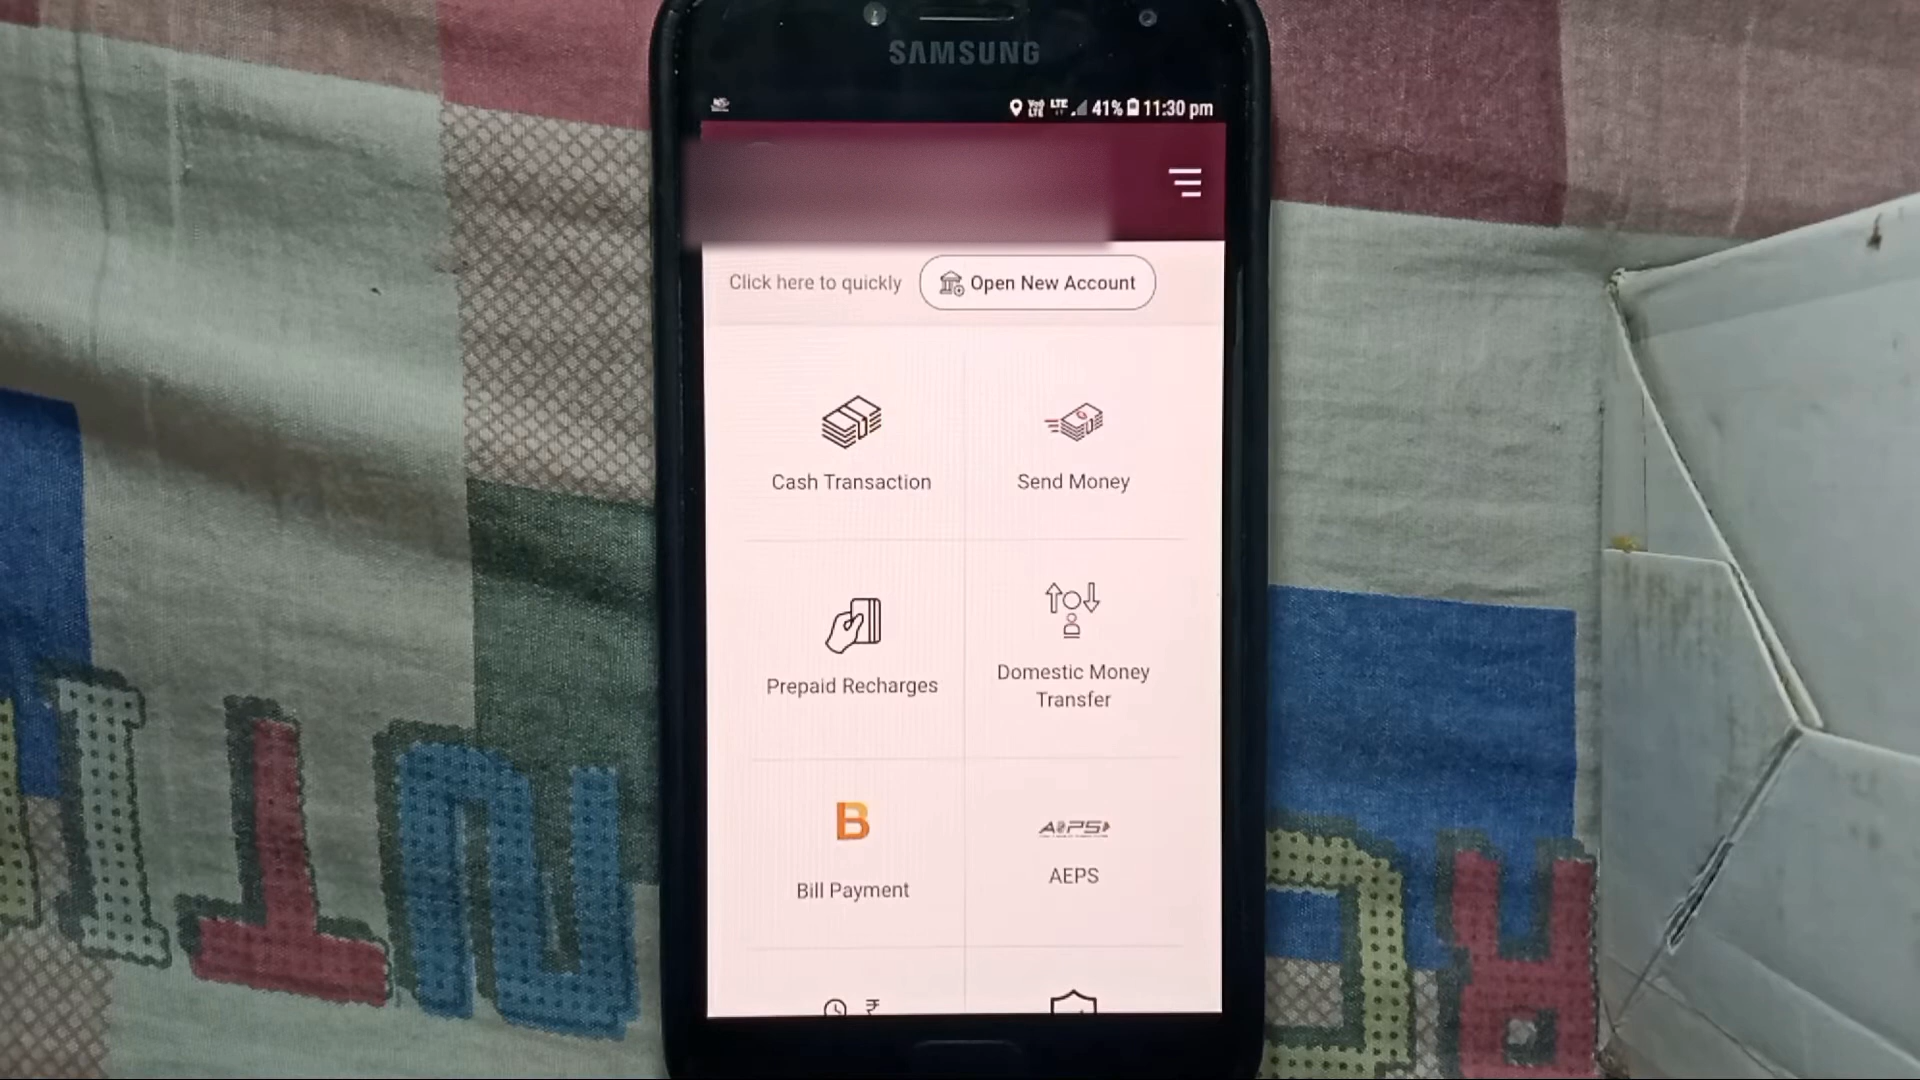 SAMSUNG
LTE 41% 11:30 pm
Click here to quickly Open New Account
Cash Transaction
Send Money
Prepaid Recharges
Domestic Money
Transfer
B
Bill Payment
AEPS
AEPS
₹